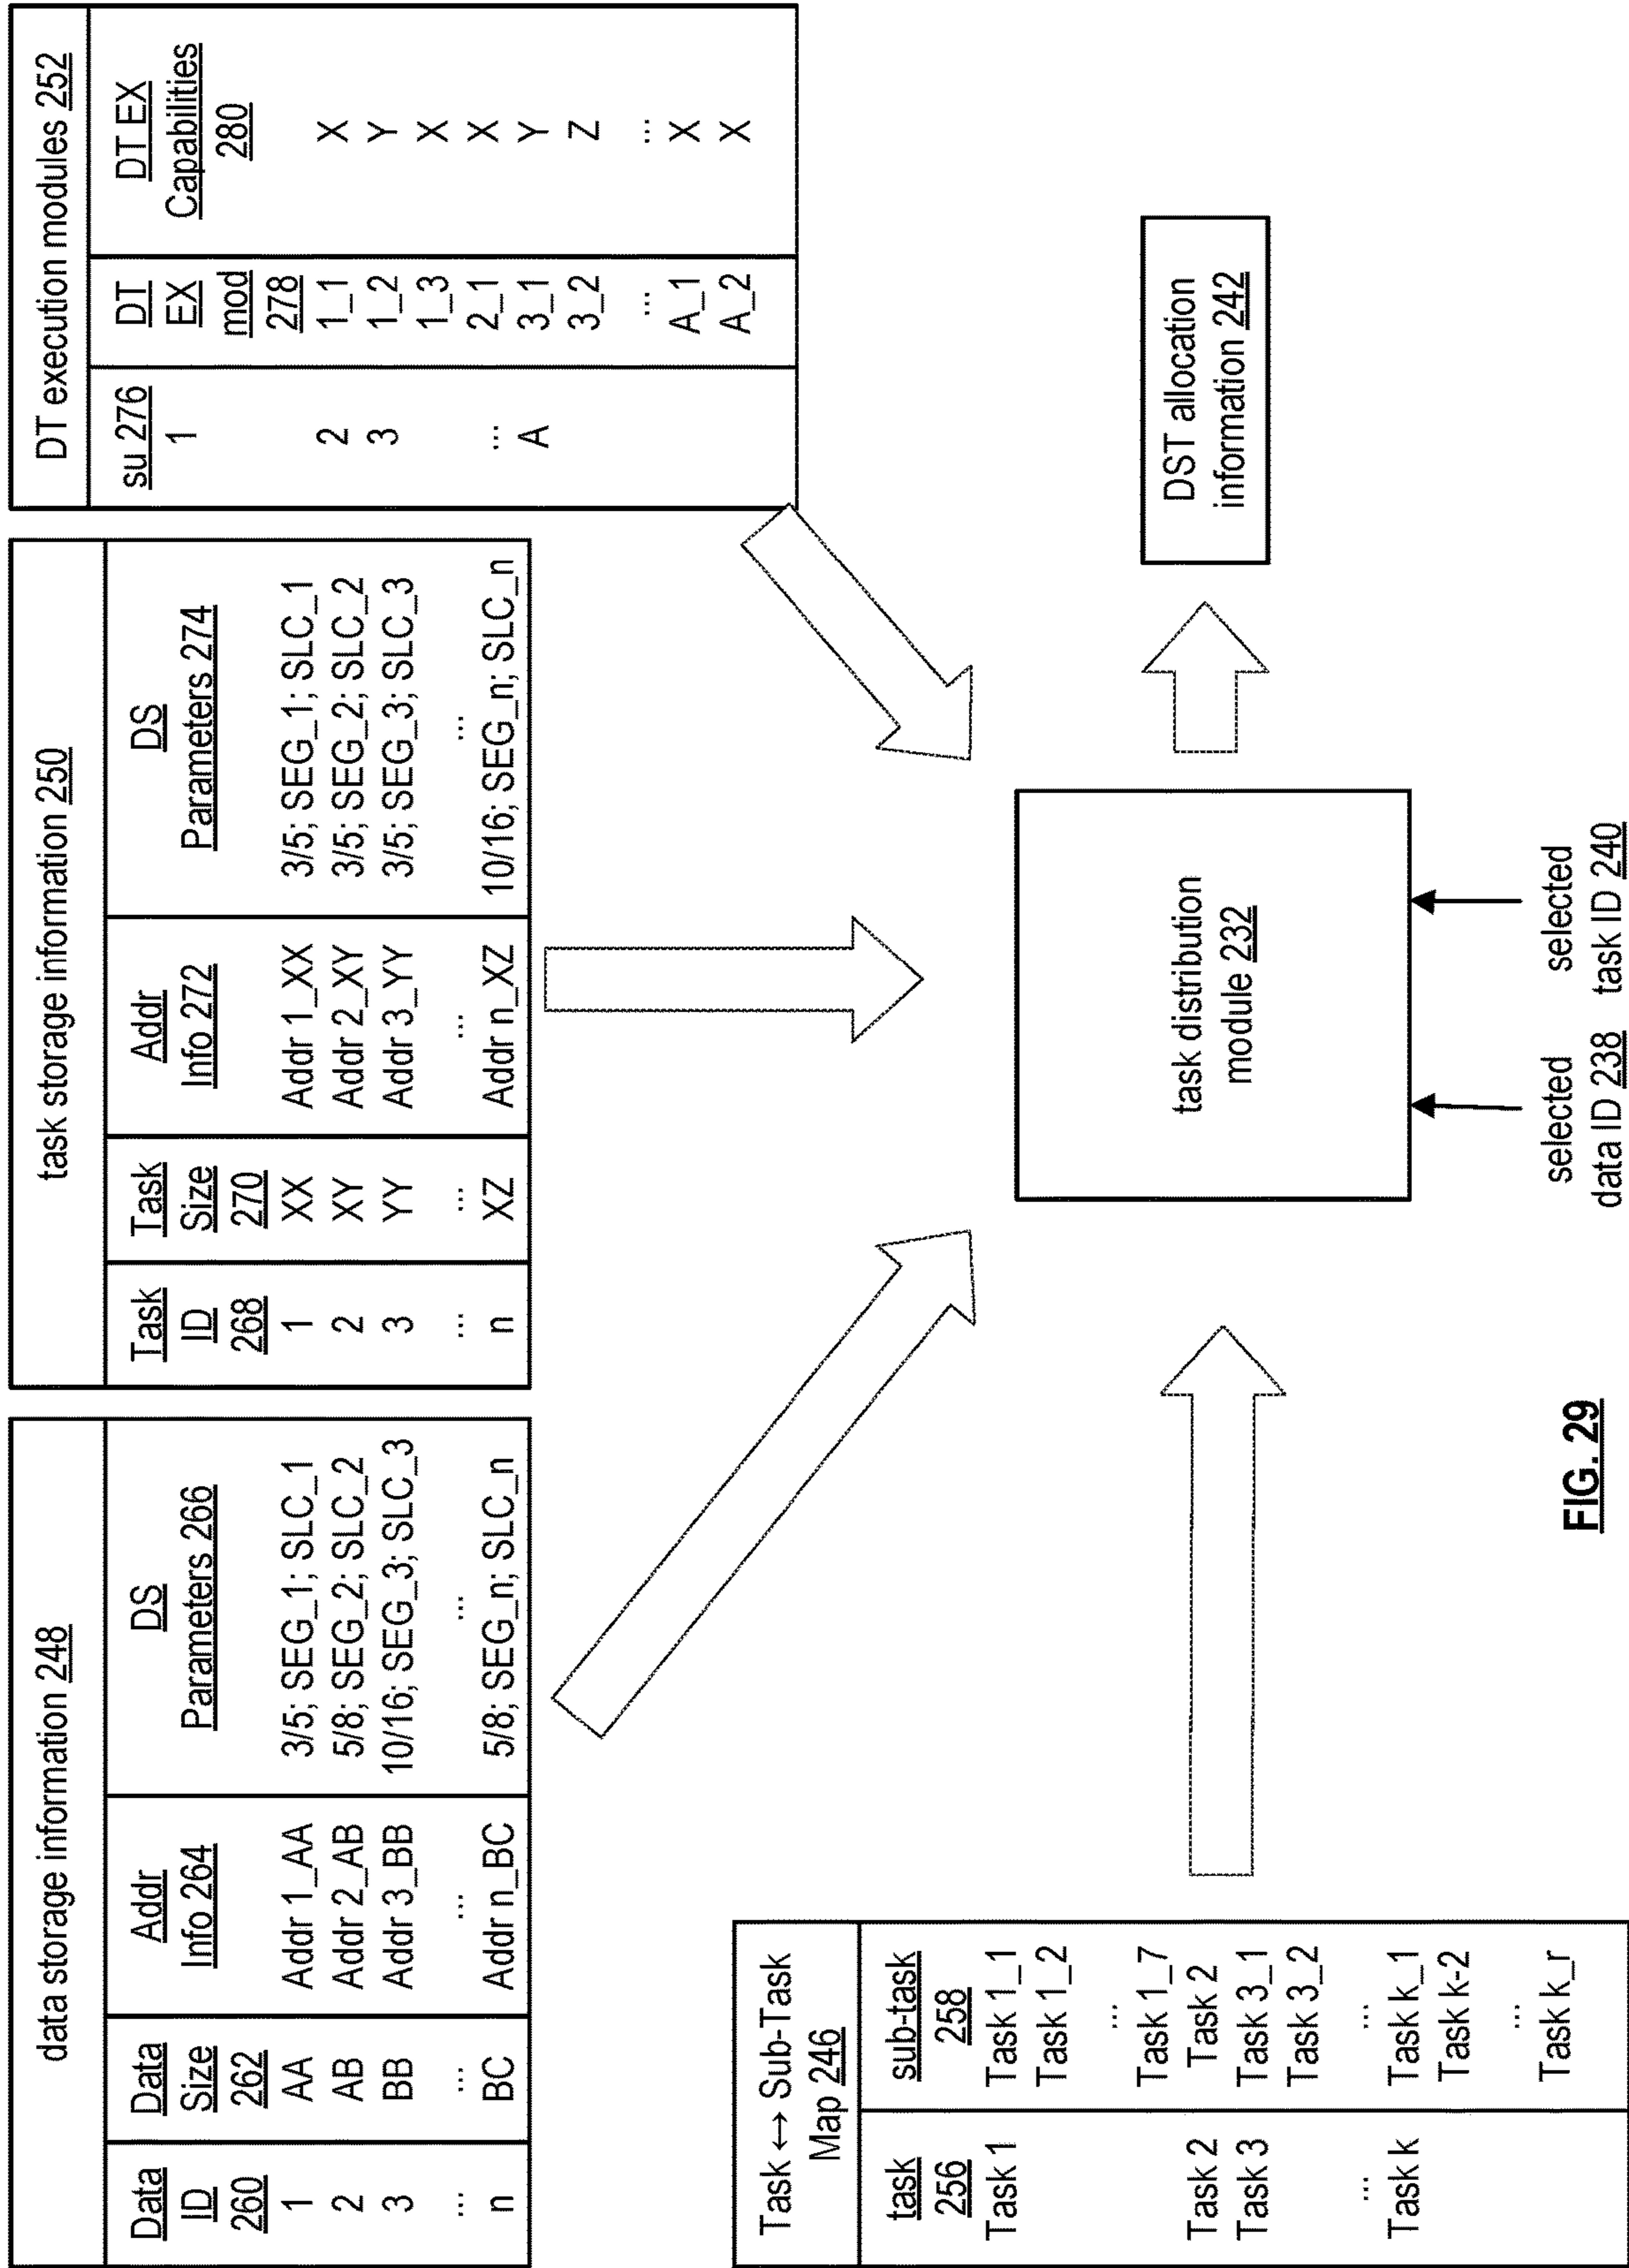 data storage information 248
Data ID 260 | Data Size 262 | Addr Info 264 | DS Parameters 266
1 AA Addr 1_AA 3/5; SEG_1; SLC_1
2 AB Addr 2_AB 5/8; SEG_2; SLC_2
3 BB Addr 3_BB 10/16; SEG_3; SLC_3
... ... ... ...
n BC Addr n_BC 5/8; SEG_n; SLC_n
task storage information 250
Task ID 268 | Task Size 270 | Addr Info 272 | DS Parameters 274
1 XX Addr 1_XX 3/5; SEG_1; SLC_1
2 XY Addr 2_XY 3/5; SEG_2; SLC_2
3 YY Addr 3_YY 3/5; SEG_3; SLC_3
... ... ... ...
n XZ Addr n_XZ 10/16; SEG_n; SLC_n
DT execution modules 252
su 276
1
2
3
...
A
DT
EX
mod
278
1_1
1_2
1_3
2_1
3_1
3_2
...
A_1
A_2
DT EX
Capabilities
280
X
Y
X
X
Y
Z
...
X
X
Task ↔ Sub-Task
Map 246
task
256
Task 1
Task 2
Task 3
...
Task k
sub-task
258
Task 1_1
Task 1_2
...
Task 1_7
Task 2
Task 3_1
Task 3_2
...
Task k_1
Task k-2
...
Task k_r
task distribution
module 232
DST allocation
information 242
selected
data ID 238
selected
task ID 240
FIG. 29